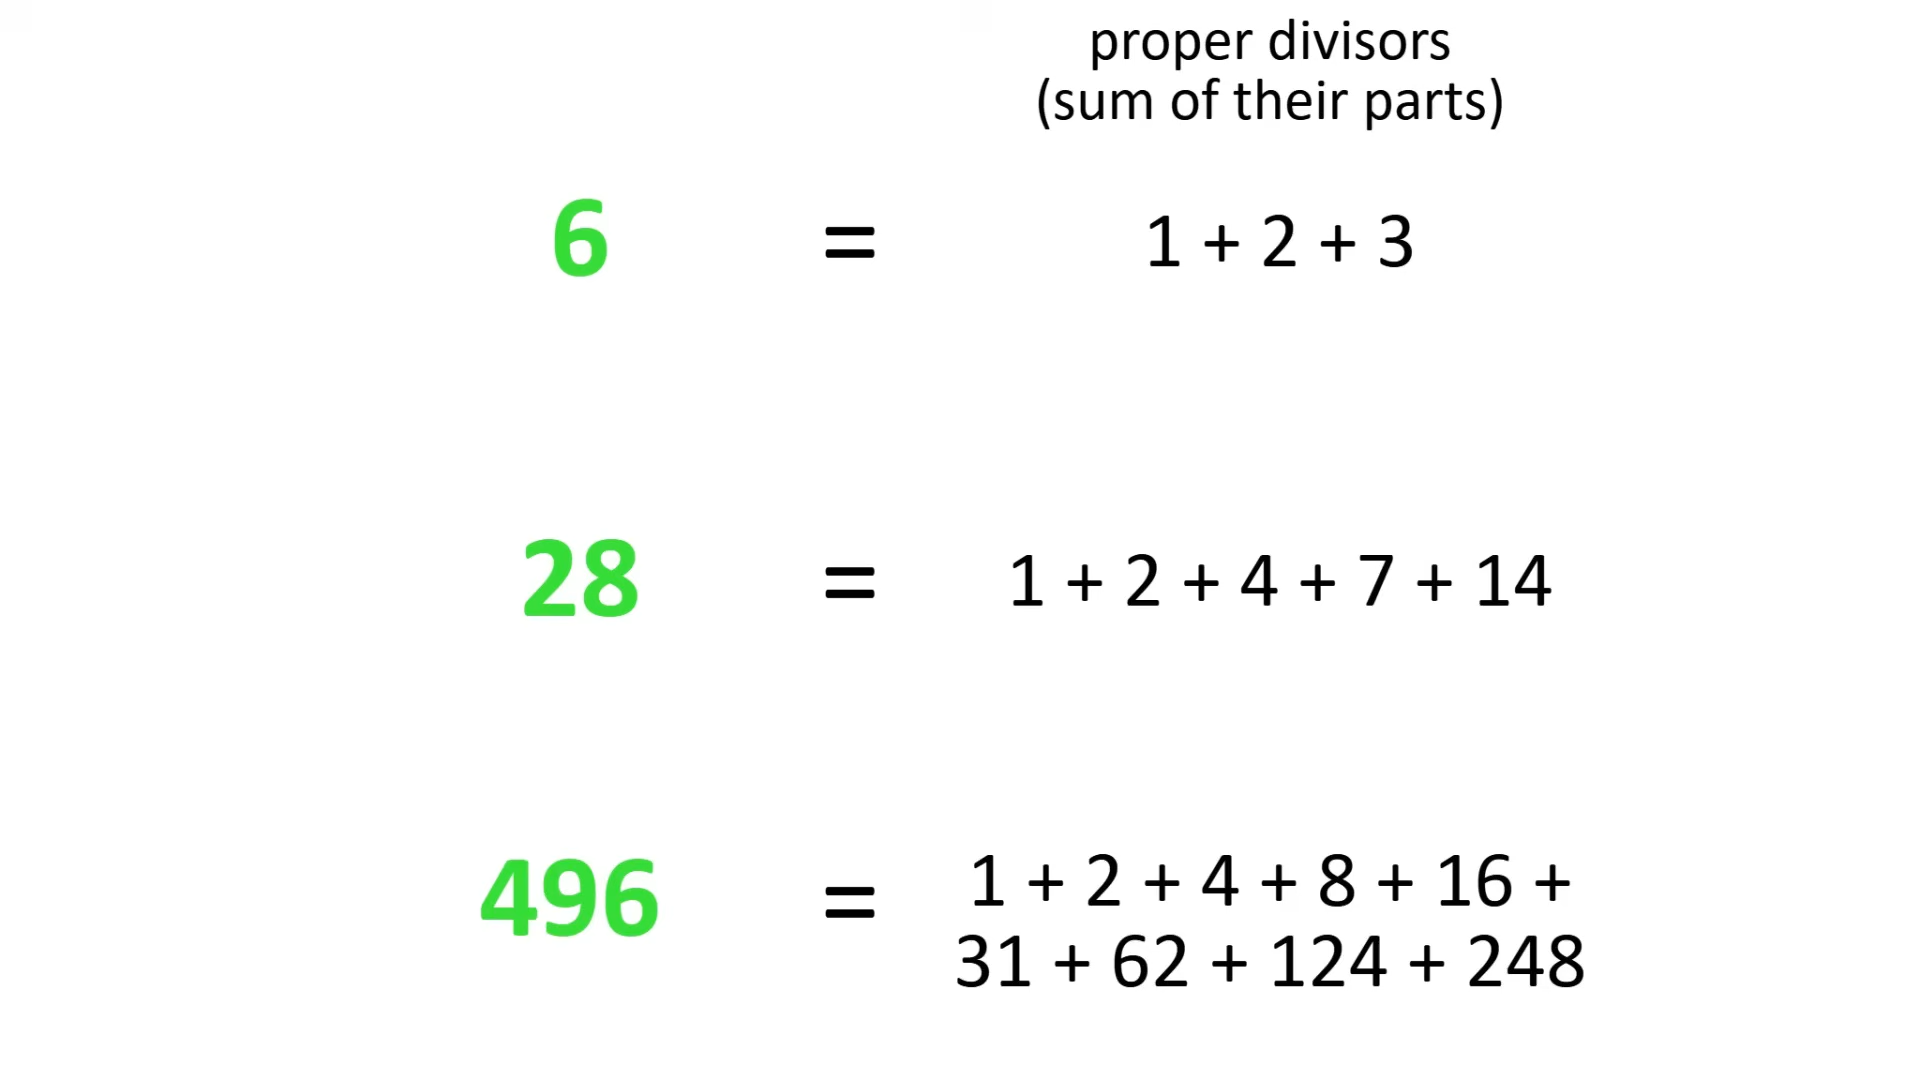 proper divisors
(sum of their parts)
6 = 1 + 2 + 3
28 = 1 + 2 + 4 + 7 + 14
496 = 1 + 2 + 4 + 8 + 16 +
31 + 62 + 124 + 248